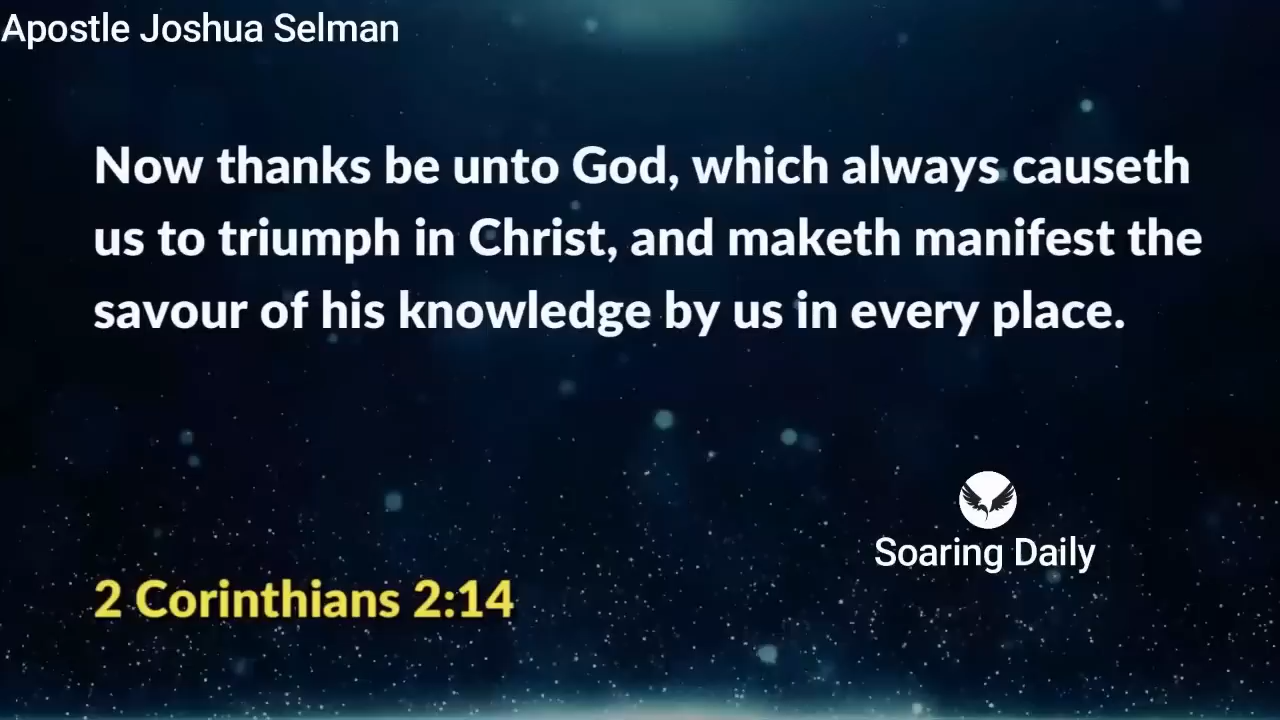 Apostle Joshua Selman
Now thanks be unto God, which always causeth
us to triumph in Christ, and maketh manifest the
savour of his knowledge by us in every place.
Soaring Daily
2 Corinthians 2:14